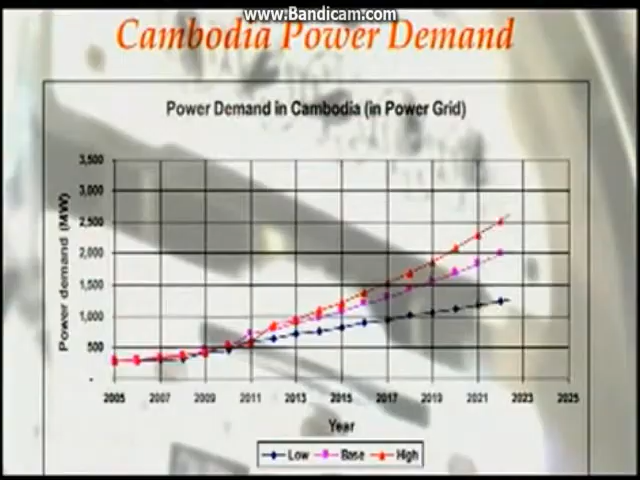 www.Bandicam.com
Cambodia Power Demand
Power Demand in Cambodia (in Power Grid)
Power demand (MW)
3,500
3,000
2,500
2,000
1,500
1,000
500
-
2005 2007 2009 2011 2013 2015 2017 2019 2021 2023 2025
Year
Low Base High